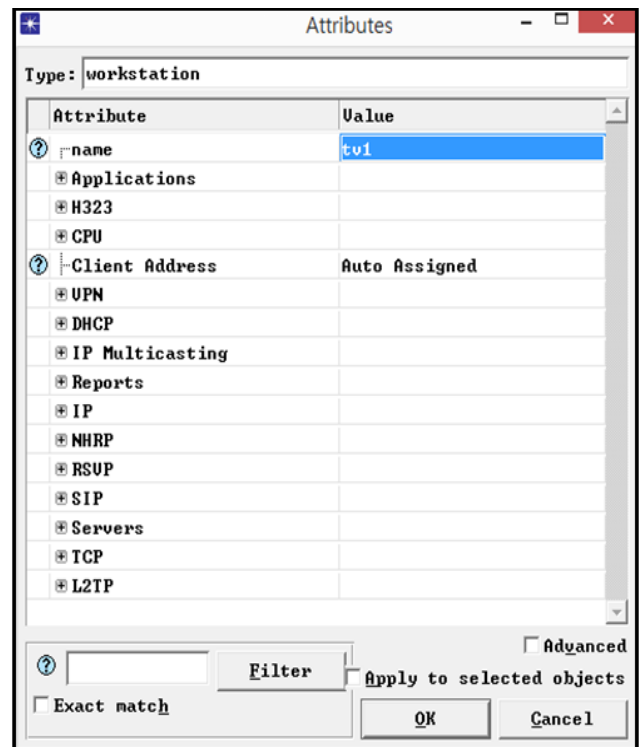 Attributes
Type: workstation
Attribute Value
name tv1
Applications
H323
CPU
Client Address Auto Assigned
VPN
DHCP
IP Multicasting
Reports
IP
NHRP
RSVP
SIP
Servers
TCP
L2TP
Advanced
Filter
Apply to selected objects
Exact match
OK Cancel